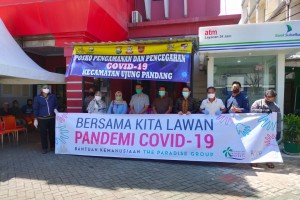 POSKO PENGAMANAN DAN PENCEGAHAN
COVID-19
KECAMATAN UJUNG PANDANG
atm
BERSAMA KITA LAWAN
PANDEMI COVID-19
BANTUAN KEMANUSIAAN THE PARADISE GROUP